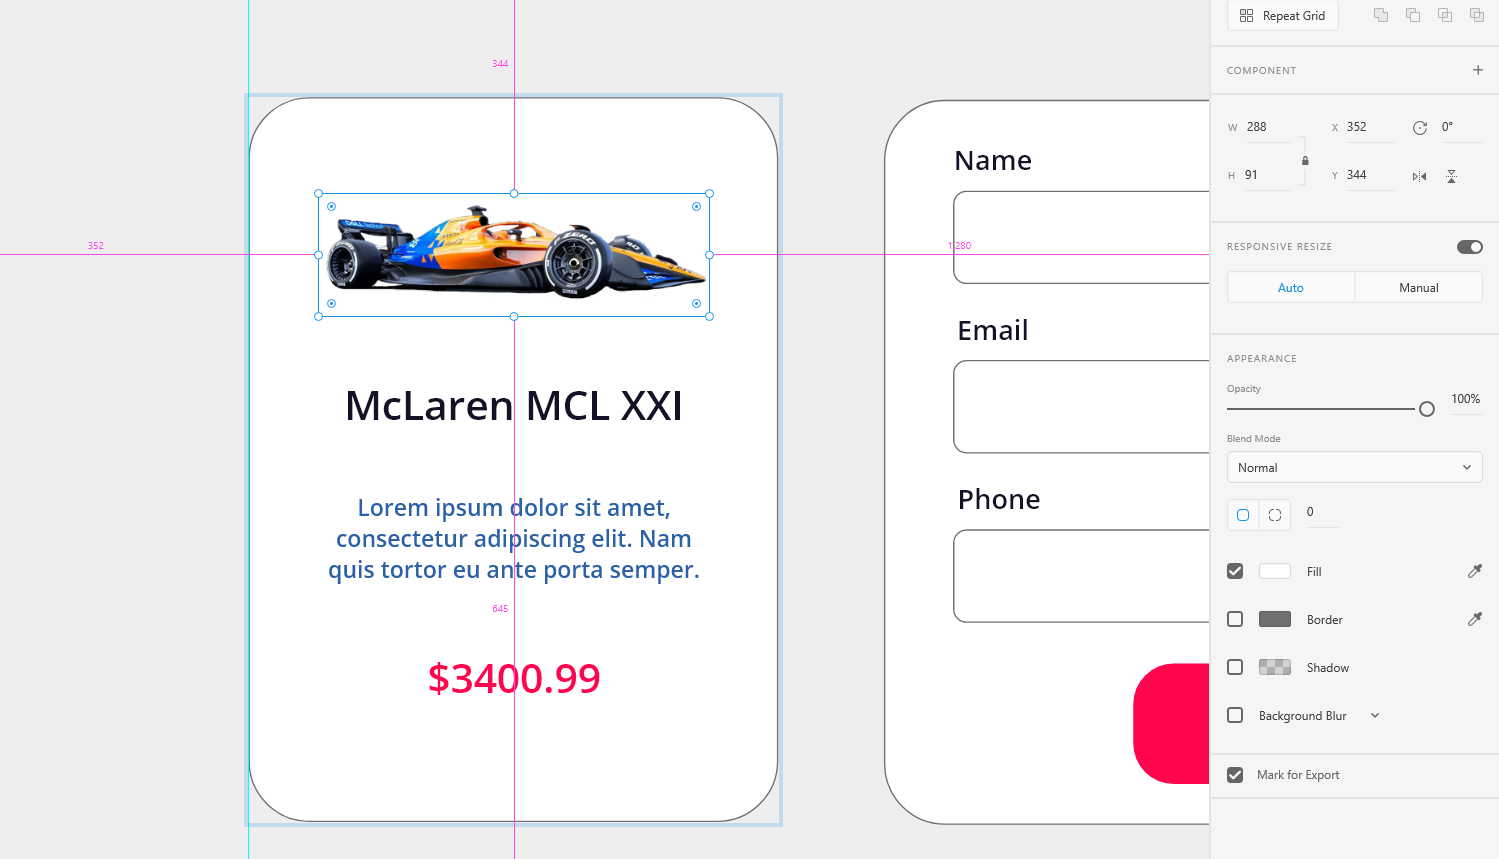 Repeat Grid
COMPONENT
W 288 X 352 0°
H 91 Y 344
RESPONSIVE RESIZE
Auto Manual
APPEARANCE
Opacity
100%
Blend Mode
Normal
0
Fill
Border
Shadow
Background Blur
Mark for Export
344
352
1280
645
McLaren MCL XXI
Lorem ipsum dolor sit amet,
consectetur adipiscing elit. Nam
quis tortor eu ante porta semper.
$3400.99
Name
Email
Phone